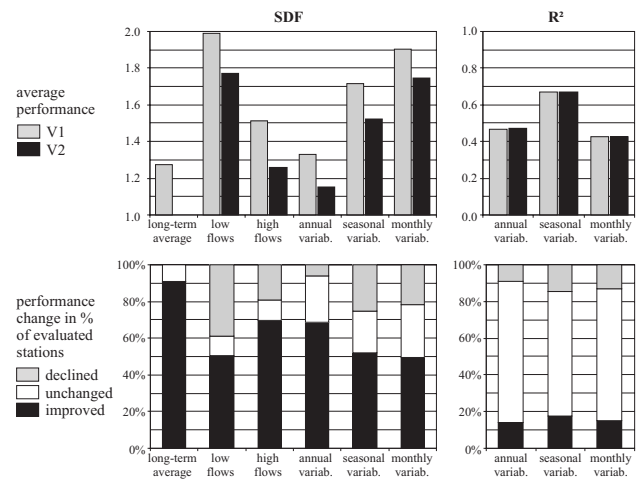 SDF
R²
average
performance
V1
V2
2.0
1.8
1.6
1.4
1.2
1.0
long-term
average
low
flows
high
flows
annual
variab.
seasonal
variab.
monthly
variab.
1.0
0.8
0.6
0.4
0.2
0.0
annual
variab.
seasonal
variab.
monthly
variab.
performance
change in %
of evaluated
stations
declined
unchanged
improved
100%
80%
60%
40%
20%
0%
long-term
average
low
flows
high
flows
annual
variab.
seasonal
variab.
monthly
variab.
100%
80%
60%
40%
20%
0%
annual
variab.
seasonal
variab.
monthly
variab.